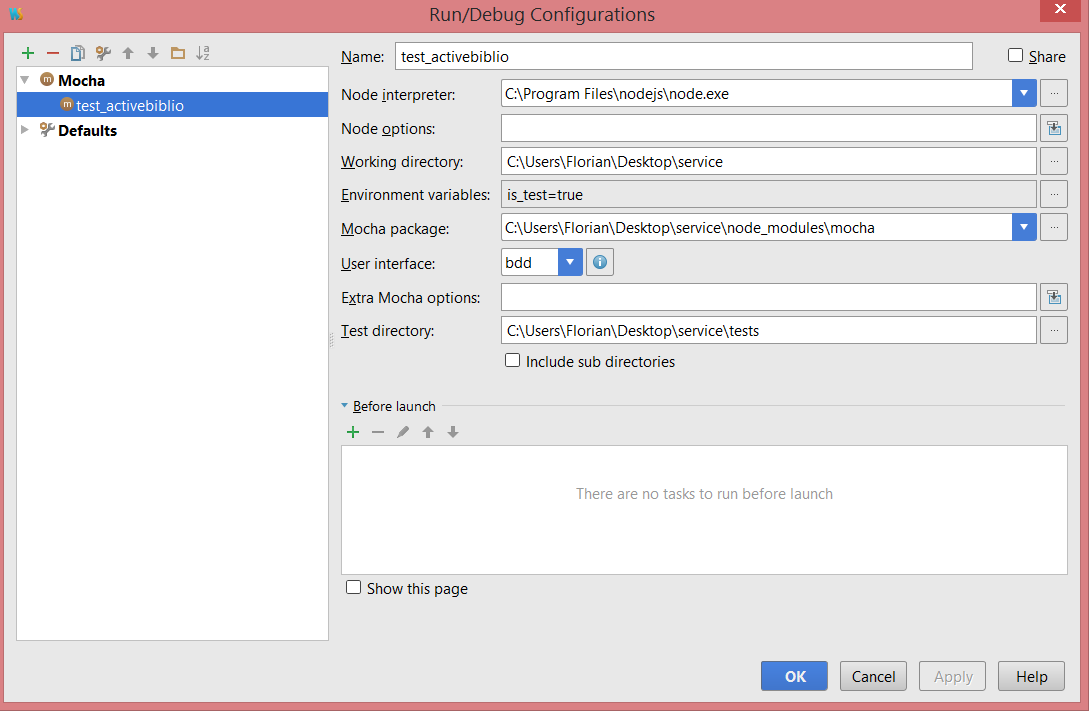 Run/Debug Configurations
Name: test_activebiblio Share
Mocha
test_activebiblio
Defaults
Node interpreter: C:\Program Files\nodejs\node.exe
Node options:
Working directory: C:\Users\Florian\Desktop\service
Environment variables: is_test=true
Mocha package: C:\Users\Florian\Desktop\service\node_modules\mocha
User interface: bdd
Extra Mocha options:
Test directory: C:\Users\Florian\Desktop\service\tests
Include sub directories
Before launch
There are no tasks to run before launch
Show this page
OK Cancel Apply Help